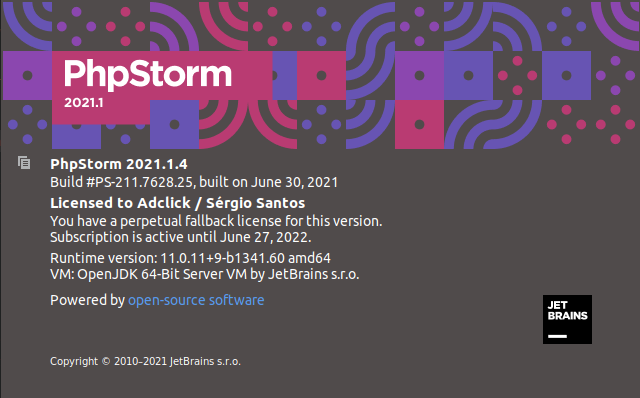 PhpStorm
2021.1
PhpStorm 2021.1.4
Build #PS-211.7628.25, built on June 30, 2021
Licensed to Adclick / Sérgio Santos
You have a perpetual fallback license for this version.
Subscription is active until June 27, 2022.
Runtime version: 11.0.11+9-b1341.60 amd64
VM: OpenJDK 64-Bit Server VM by JetBrains s.r.o.
Powered by open-source software
JET
BRAINS
Copyright © 2010–2021 JetBrains s.r.o.